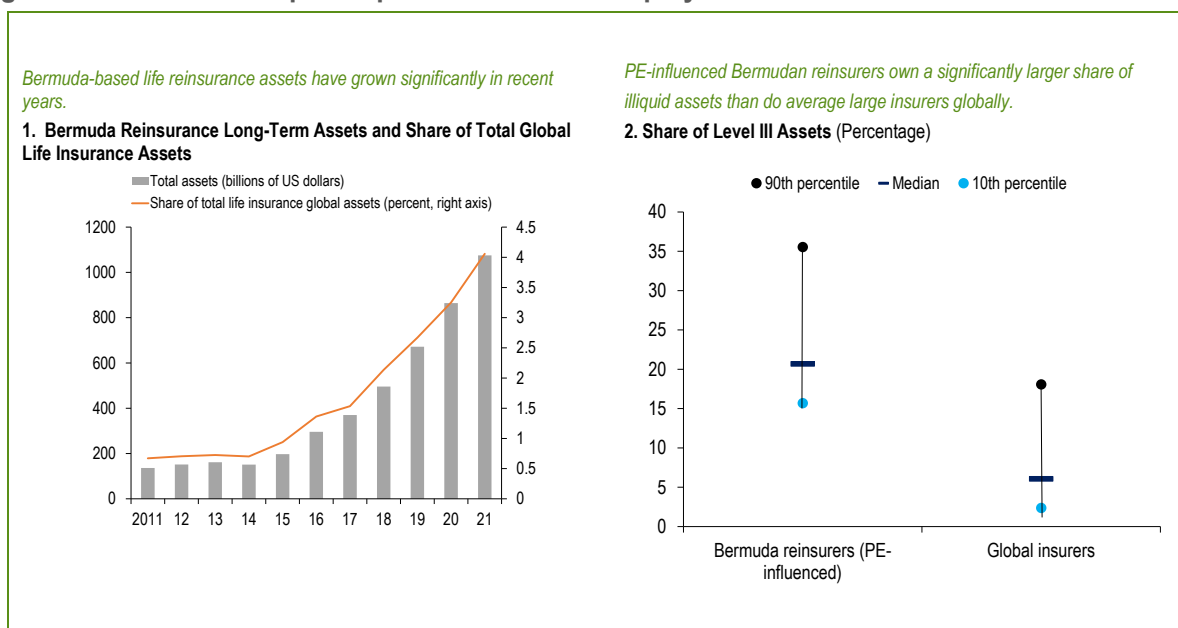 Bermuda-based life reinsurance assets have grown significantly in recent
years.
1. Bermuda Reinsurance Long-Term Assets and Share of Total Global
Life Insurance Assets
Total assets (billions of US dollars)
Share of total life insurance global assets (percent, right axis)
1200
1000
800
600
400
200
0
4.5
4
3.5
3
2.5
2
1.5
1
0.5
0
2011 12 13 14 15 16 17 18 19 20 21
PE-influenced Bermudan reinsurers own a significantly larger share of
illiquid assets than do average large insurers globally.
2. Share of Level III Assets (Percentage)
90th percentile Median 10th percentile
40
35
30
25
20
15
10
5
0
Bermuda reinsurers (PE-
influenced)
Global insurers